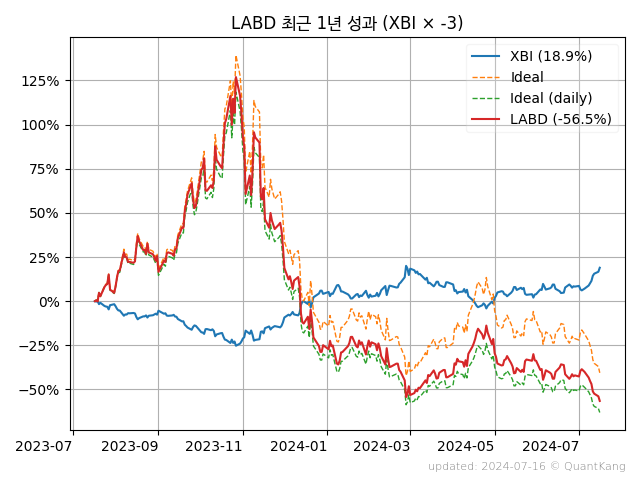 LABD 최근 1년 성과 (XBI × -3)
XBI (18.9%)
Ideal
Ideal (daily)
LABD (-56.5%)
125%
100%
75%
50%
25%
0%
−25%
−50%
2023-07 2023-09 2023-11 2024-01 2024-03 2024-05 2024-07
updated: 2024-07-16 © QuantKang